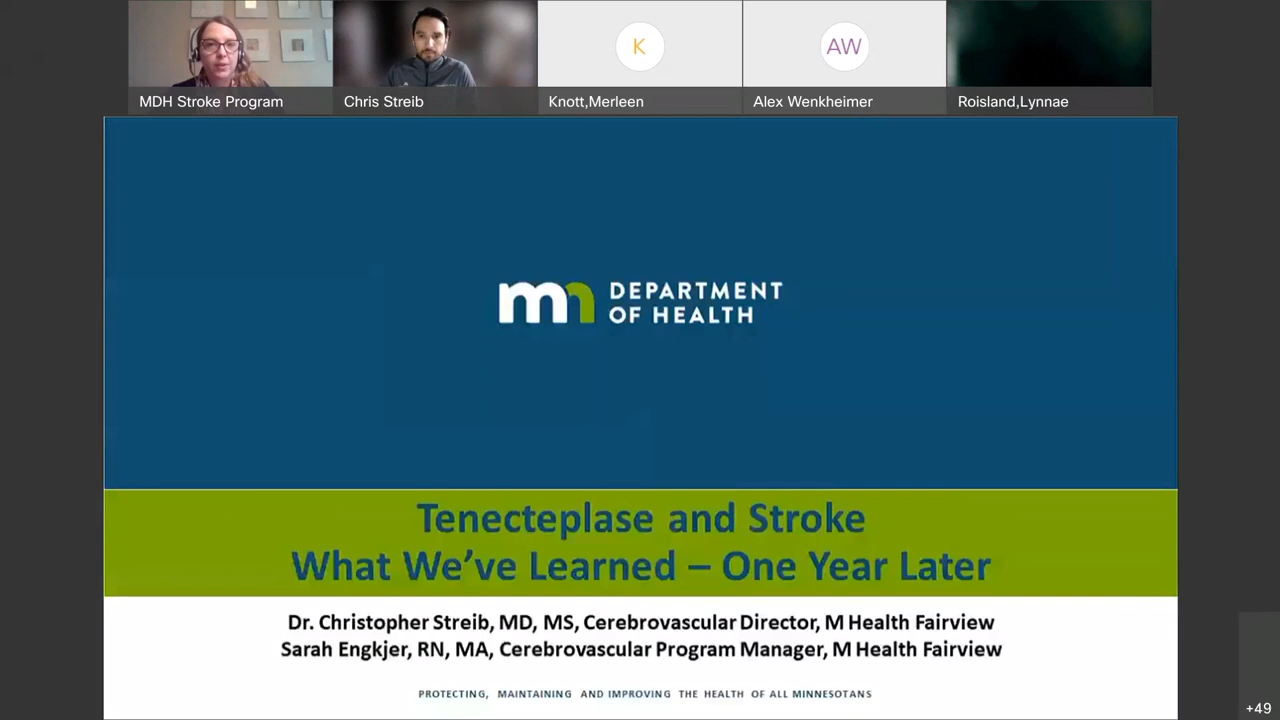 K
AW
MDH Stroke Program
Chris Streib
Knott,Merleen
Alex Wenkheimer
Roisland,Lynnae
mn DEPARTMENT
OF HEALTH
Tenecteplase and Stroke
What We've Learned – One Year Later
Dr. Christopher Streib, MD, MS, Cerebrovascular Director, M Health Fairview
Sarah Engkjer, RN, MA, Cerebrovascular Program Manager, M Health Fairview
PROTECTING, MAINTAINING AND IMPROVING THE HEALTH OF ALL MINNESOTANS
+49